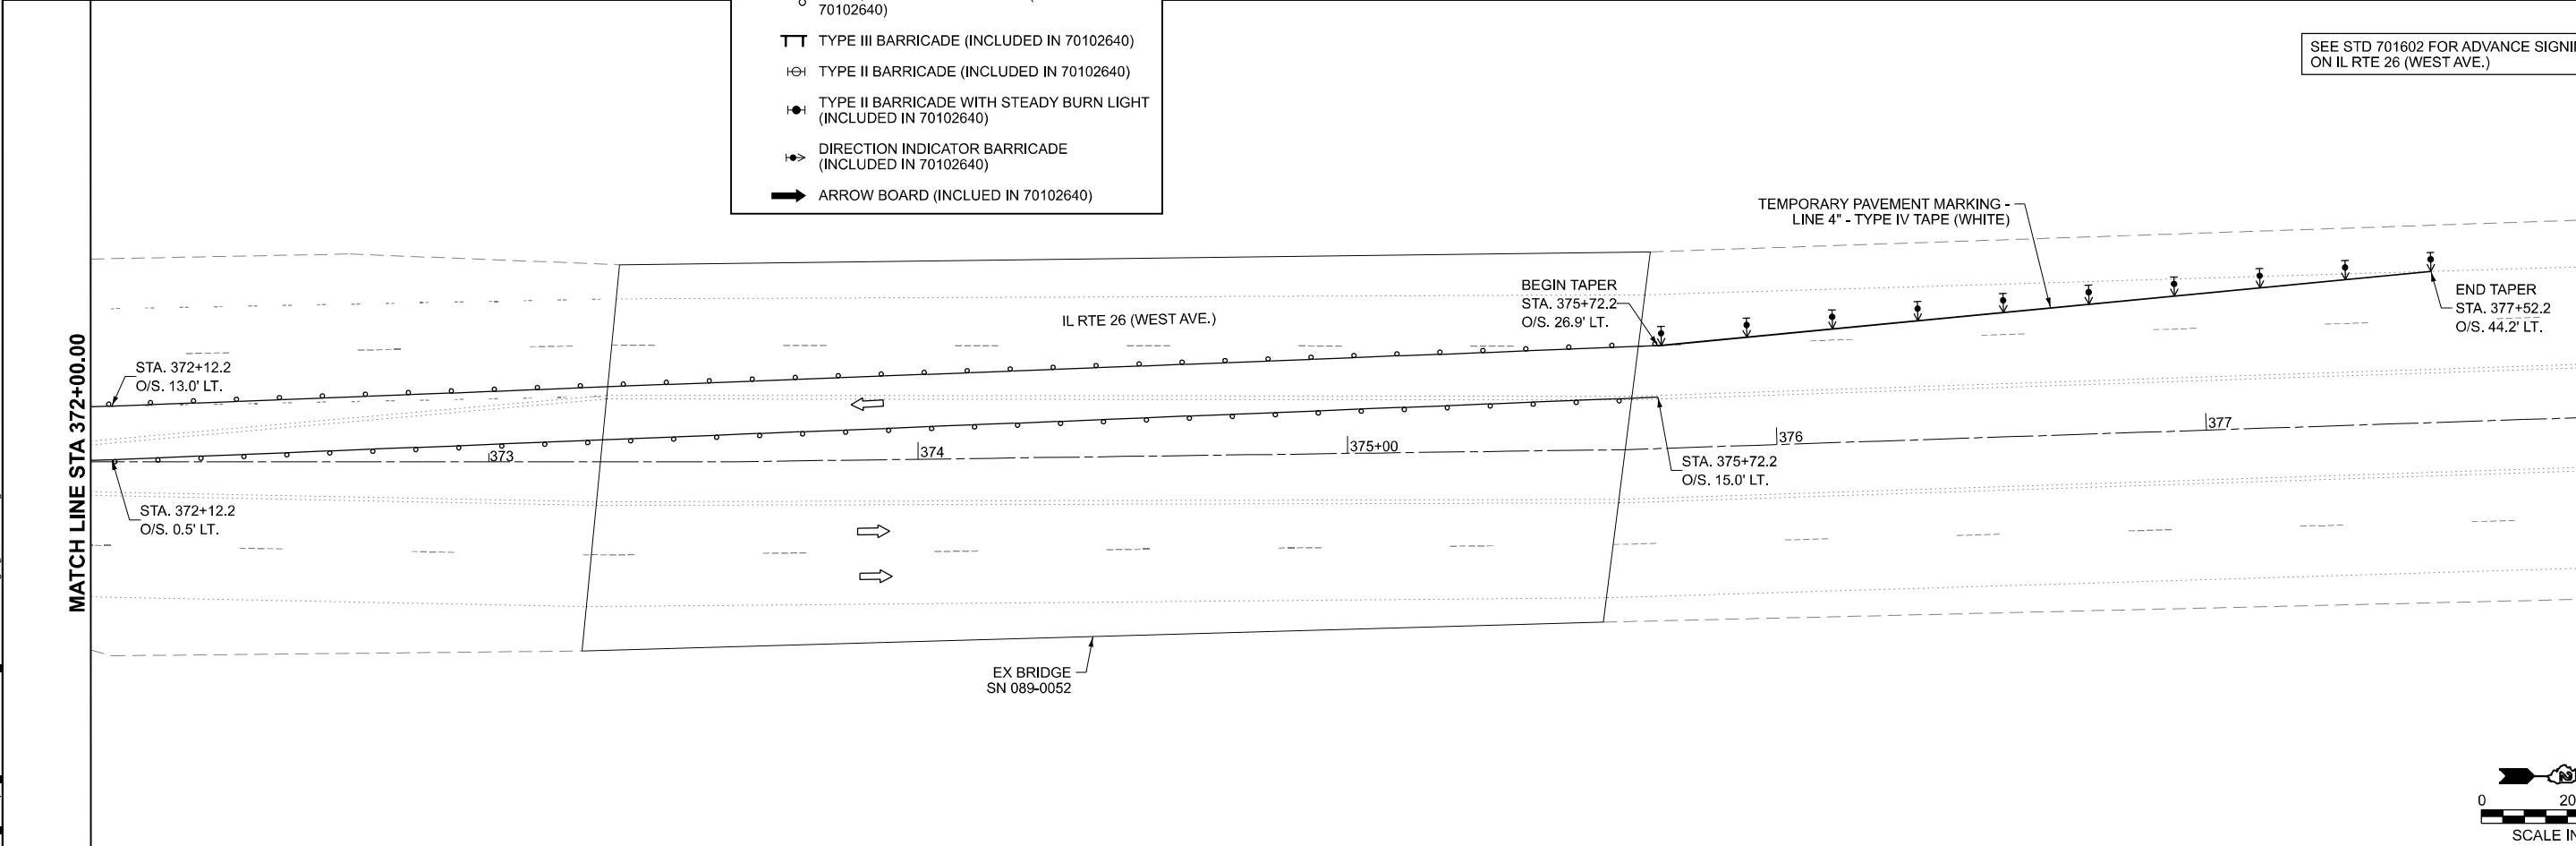 70102640)
TYPE III BARRICADE (INCLUDED IN 70102640)
TYPE II BARRICADE (INCLUDED IN 70102640)
TYPE II BARRICADE WITH STEADY BURN LIGHT
(INCLUDED IN 70102640)
DIRECTION INDICATOR BARRICADE
(INCLUDED IN 70102640)
ARROW BOARD (INCLUED IN 70102640)
SEE STD 701602 FOR ADVANCE
ON IL RTE 26 (WEST AVE.)
TEMPORARY PAVEMENT MARKING -
LINE 4" - TYPE IV TAPE (WHITE)
BEGIN TAPER
STA. 375+72.2
O/S. 26.9' LT.
END TAPER
STA. 377+52.2
O/S. 44.2' LT.
IL RTE 26 (WEST AVE.)
MATCH LINE STA 372+00.00
STA. 372+12.2
O/S. 13.0' LT.
373
374
375+00
376
377
STA. 375+72.2
O/S. 15.0' LT.
STA. 372+12.2
O/S. 0.5' LT.
EX BRIDGE
SN 089-0052
0 20
SCALE IN